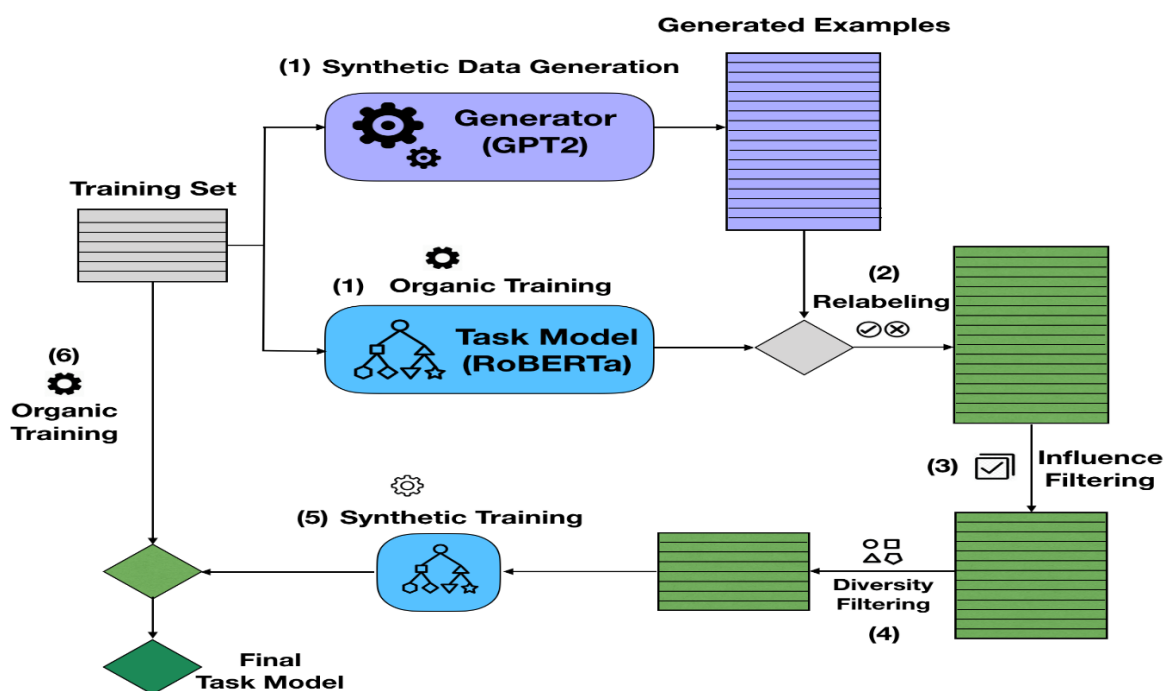 Generated Examples
(1) Synthetic Data Generation
Generator
(GPT2)
Training Set
(1) Organic Training
Task Model
(RoBERTa)
(2)
Relabeling
(6)
Organic
Training
(3)
Influence
Filtering
(5) Synthetic Training
Diversity
Filtering
(4)
Final
Task Model